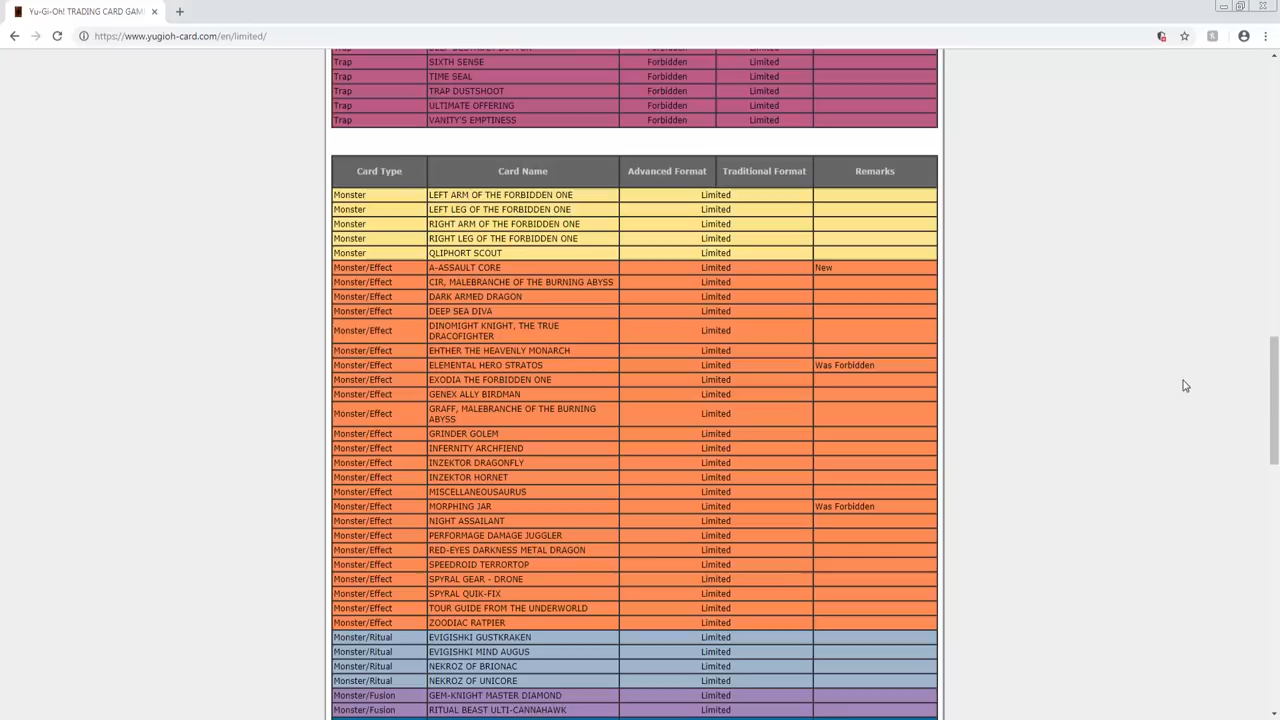 Yu-Gi-Oh! TRADING CARD GAM
https://www.yugioh-card.com/en/limited/
Trap SELF-DESTRUCT BUTTON Forbidden Limited
Trap SIXTH SENSE Forbidden Limited
Trap TIME SEAL Forbidden Limited
Trap TRAP DUSTSHOOT Forbidden Limited
Trap ULTIMATE OFFERING Forbidden Limited
Trap VANITY'S EMPTINESS Forbidden Limited
Card Type Card Name Advanced Format Traditional Format Remarks
Monster LEFT ARM OF THE FORBIDDEN ONE Limited
Monster LEFT LEG OF THE FORBIDDEN ONE Limited
Monster RIGHT ARM OF THE FORBIDDEN ONE Limited
Monster RIGHT LEG OF THE FORBIDDEN ONE Limited
Monster QLIPHORT SCOUT Limited
Monster/Effect A-ASSAULT CORE Limited New
Monster/Effect CIR, MALEBRANCHE OF THE BURNING ABYSS Limited
Monster/Effect DARK ARMED DRAGON Limited
Monster/Effect DEEP SEA DIVA Limited
Monster/Effect DINOMIGHT KNIGHT, THE TRUE
DRACOFIGHTER Limited
Monster/Effect EHTHER THE HEAVENLY MONARCH Limited
Monster/Effect ELEMENTAL HERO STRATOS Limited Was Forbidden
Monster/Effect EXODIA THE FORBIDDEN ONE Limited
Monster/Effect GENEX ALLY BIRDMAN Limited
Monster/Effect GRAFF, MALEBRANCHE OF THE BURNING
ABYSS Limited
Monster/Effect GRINDER GOLEM Limited
Monster/Effect INFERNITY ARCHFIEND Limited
Monster/Effect INZEKTOR DRAGONFLY Limited
Monster/Effect INZEKTOR HORNET Limited
Monster/Effect MISCELLANEOUSAURUS Limited
Monster/Effect MORPHING JAR Limited Was Forbidden
Monster/Effect NIGHT ASSAILANT Limited
Monster/Effect PERFORMAGE DAMAGE JUGGLER Limited
Monster/Effect RED-EYES DARKNESS METAL DRAGON Limited
Monster/Effect SPEEDROID TERRORTOP Limited
Monster/Effect SPYRAL GEAR - DRONE Limited
Monster/Effect SPYRAL QUIK-FIX Limited
Monster/Effect TOUR GUIDE FROM THE UNDERWORLD Limited
Monster/Effect ZOODIAC RATPIER Limited
Monster/Ritual EVIGISHKI GUSTKRAKEN Limited
Monster/Ritual EVIGISHKI MIND AUGUS Limited
Monster/Ritual NEKROZ OF BRIONAC Limited
Monster/Ritual NEKROZ OF UNICORE Limited
Monster/Fusion GEM-KNIGHT MASTER DIAMOND Limited
Monster/Fusion RITUAL BEAST ULTI-CANNAHAWK Limited